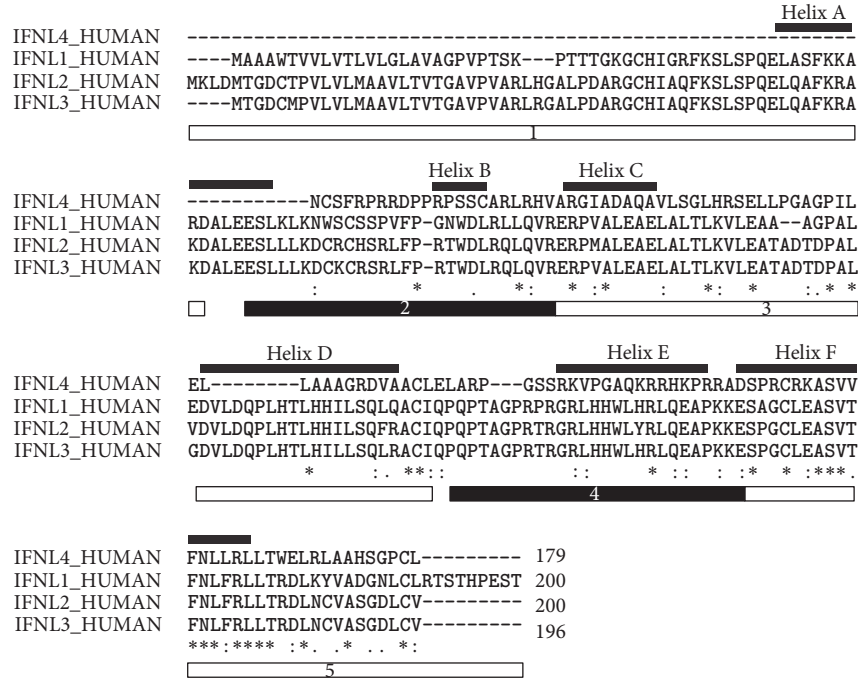 Helix A
IFNL4_HUMAN ------------------------------------------------------------
IFNL1_HUMAN ----MAAAWTVVLVTLVLGLAVAGPVPTSK---PTTTGKGCHIGRFKSLSPQELASFKKA
IFNL2_HUMAN MKLDMTGDCTPVLVLMAAVLTVTGAVPVARLHGALPDARGCHIAQFKSLSPQELQAFKRA
IFNL3_HUMAN ----MTGDCMPVLVLMAAVLTVTGAVPVARLRGALPDARGCHIAQFKSLSPQELQAFKRA
1
Helix B Helix C
IFNL4_HUMAN -----------NCSFRPRRDPPRPSSCARLRHVARGIADAQAVLSGLHRSELLPGAGPIL
IFNL1_HUMAN RDALEESLKLKNWSCSSPVFP-GNWDLRLLQVRERPVALEAELALTLKVLEAA--AGPAL
IFNL2_HUMAN KDALEESLLLKDCRCHSRLFP-RTWDLRQLQVRERPMALEAELALTLKVLEATADTDPAL
IFNL3_HUMAN KDALEESLLLKDCKCRSRLFP-RTWDLRQLQVRERPVALEAELALTLKVLEATADTDPAL
: * . *: * :* : *: * :.* *
2 3
Helix D Helix E Helix F
IFNL4_HUMAN EL--------LAAAGRDVAACLELARP---GSSRKVPGAQKRRHKPRRADSPRCRKASVV
IFNL1_HUMAN EDVLDQPLHTLHHILSQLQACIQPQPTAGPRPRGRLHHWLHRLQEAPKKESAGCLEASVT
IFNL2_HUMAN VDVLDQPLHTLHHILSQFRACIQPQPTAGPRTRGRLHHWLYRLQEAPKKESPGCLEASVT
IFNL3_HUMAN GDVLDQPLHTLHILLSQLRACIQPQPTAGPRTRGRLHHWLHRLQEAPKKESPGCLEASVT
* :. **:: :: * :: : :* * :***.
4
IFNL4_HUMAN FNLLRLLTWELRLAAHSGPCL--------- 179
IFNL1_HUMAN FNLFRLLTRDLKYVADGNLCLRTSTHPEST 200
IFNL2_HUMAN FNLFRLLTRDLNCVASGDLCV--------- 200
IFNL3_HUMAN FNLFRLLTRDLNCVASGDLCV--------- 196
***:**** :*. .* .. *:
5